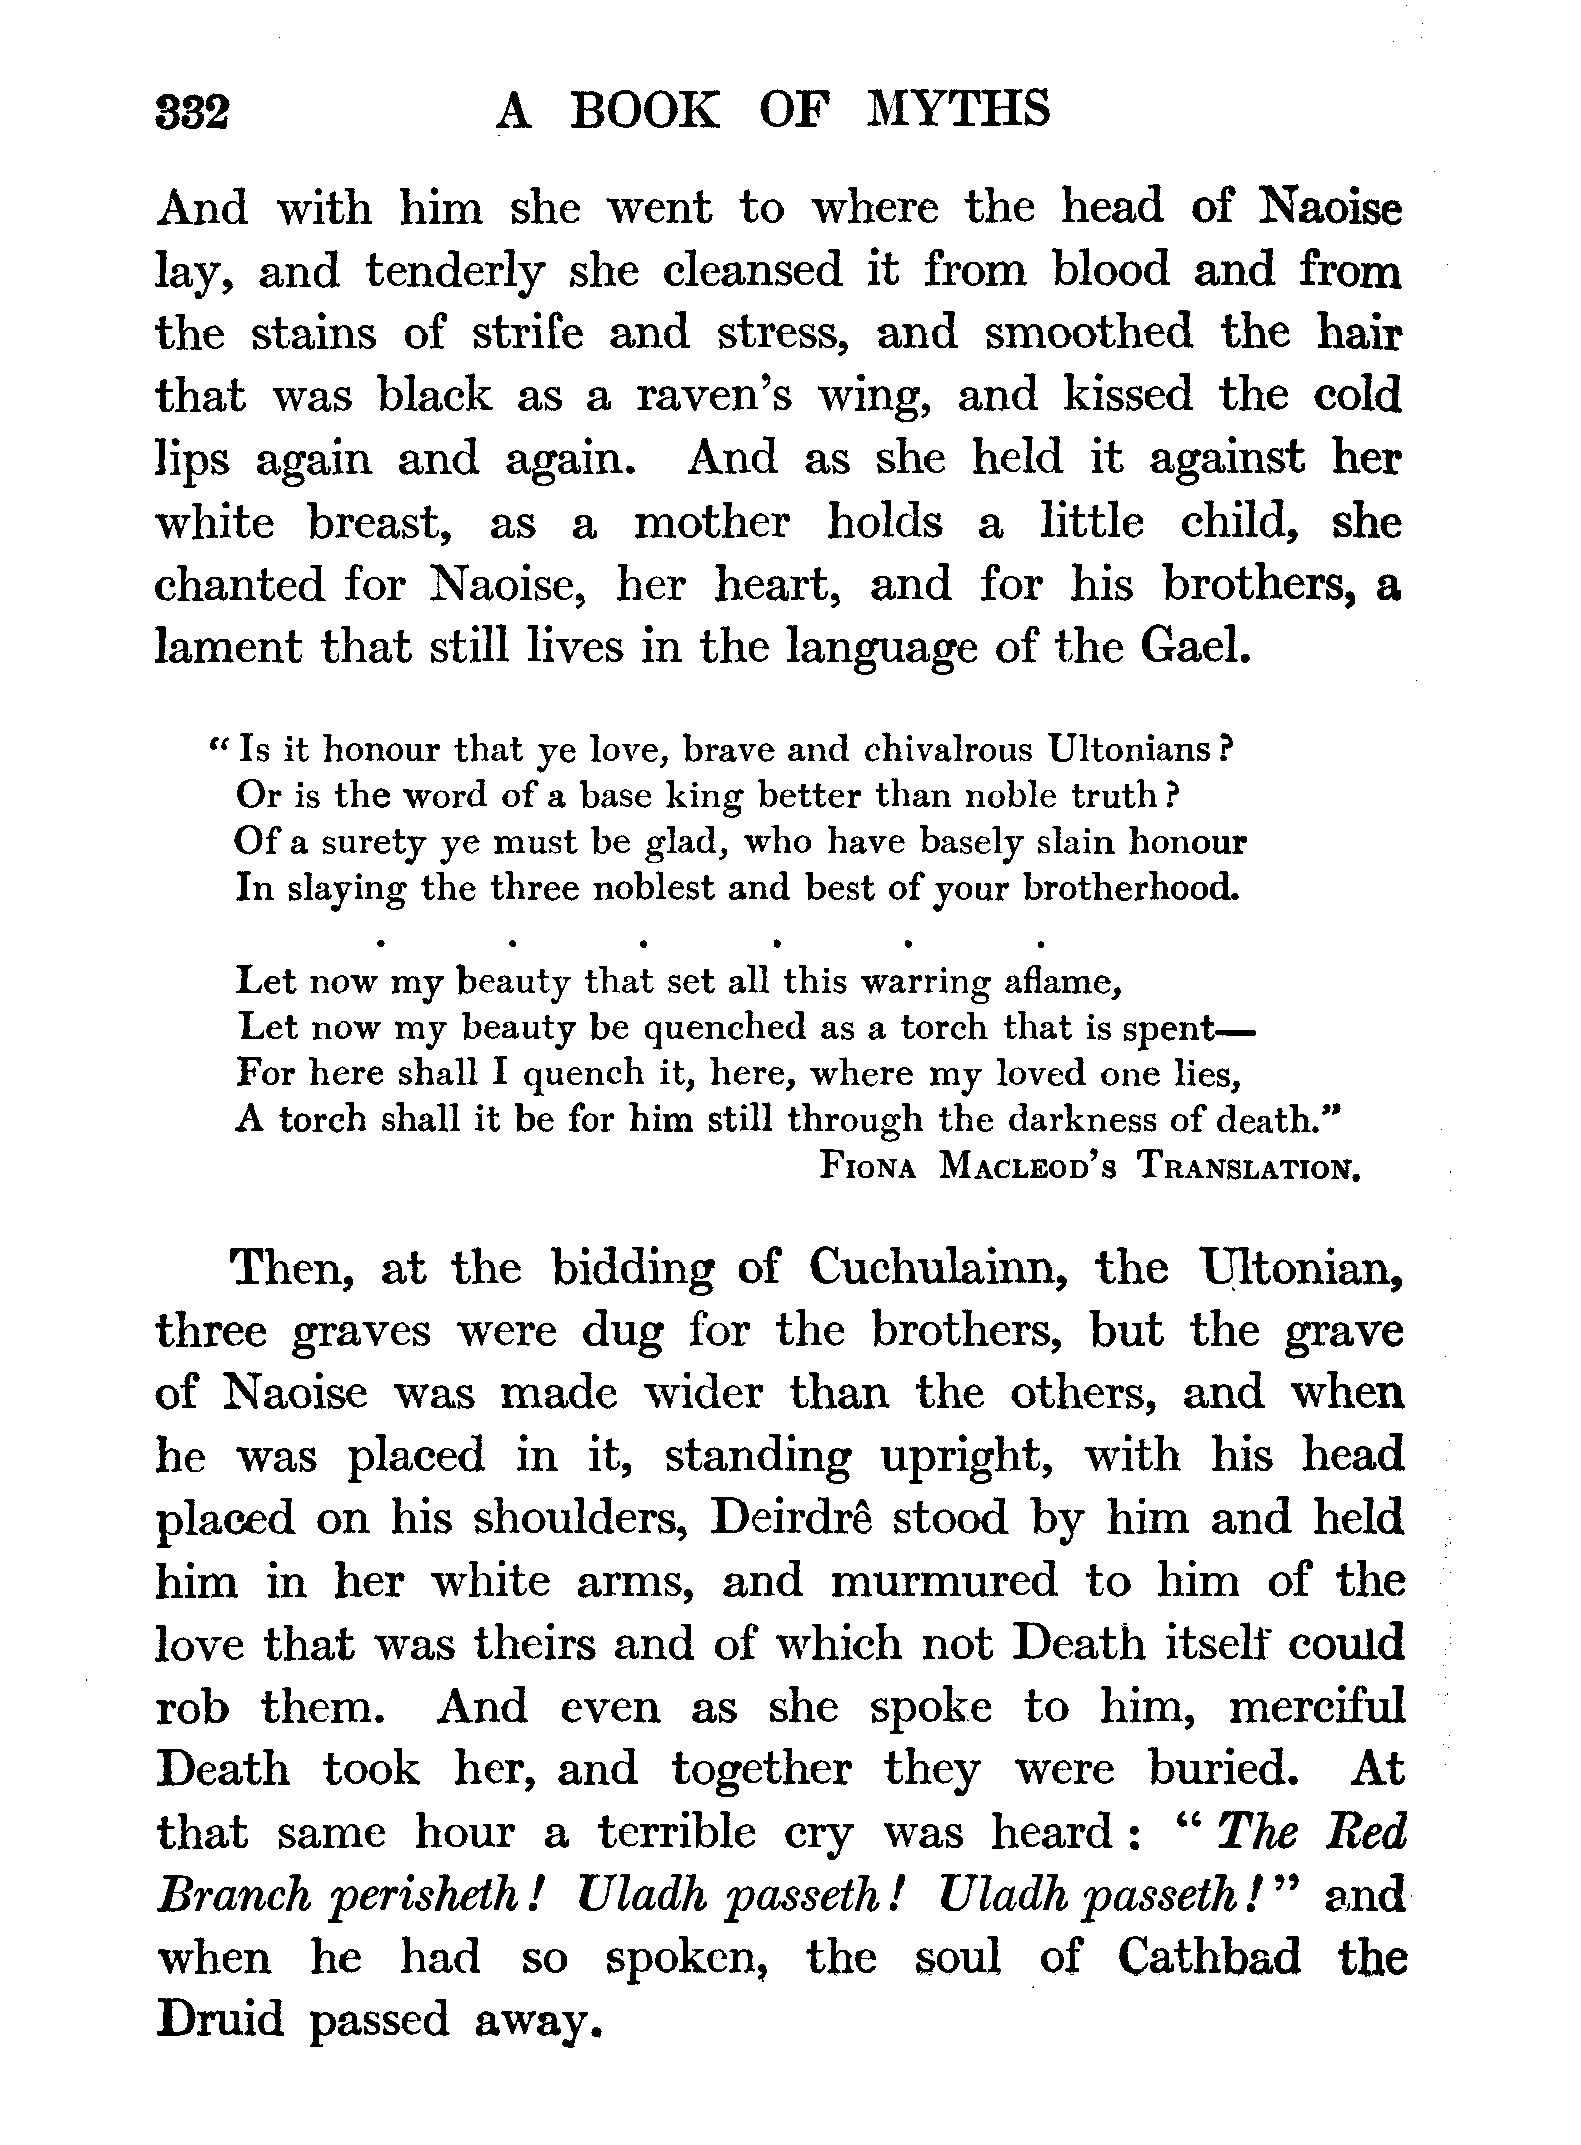 332 A BOOK OF MYTHS
And with him she went to where the head of Naoise
lay, and tenderly she cleansed it from blood and from
the stains of strife and stress, and smoothed the hair
that was black as a raven's wing, and kissed the cold
lips again and again. And as she held it against her
white breast, as a mother holds a little child, she
chanted for Naoise, her heart, and for his brothers, a
lament that still lives in the language of the Gael.
“Is it honour that ye love, brave and chivalrous Ultonians?
Or is the word of a base king better than noble truth?
Of a surety ye must be glad, who have basely slain honour
In slaying the three noblest and best of your brotherhood.
. . . . . .
Let now my beauty that set all this warring aflame,
Let now my beauty be quenched as a torch that is spent—
For here shall I quench it, here, where my loved one lies,
A torch shall it be for him still through the darkness of death.”
FIONA MACLEOD'S TRANSLATION.
Then, at the bidding of Cuchulainn, the Ultonian,
three graves were dug for the brothers, but the grave
of Naoise was made wider than the others, and when
he was placed in it, standing upright, with his head
placed on his shoulders, Deirdrê stood by him and held
him in her white arms, and murmured to him of the
love that was theirs and of which not Death itself could
rob them. And even as she spoke to him, merciful
Death took her, and together they were buried. At
that same hour a terrible cry was heard: “The Red
Branch perisheth! Uladh passeth! Uladh passeth!” and
when he had so spoken, the soul of Cathbad the
Druid passed away.